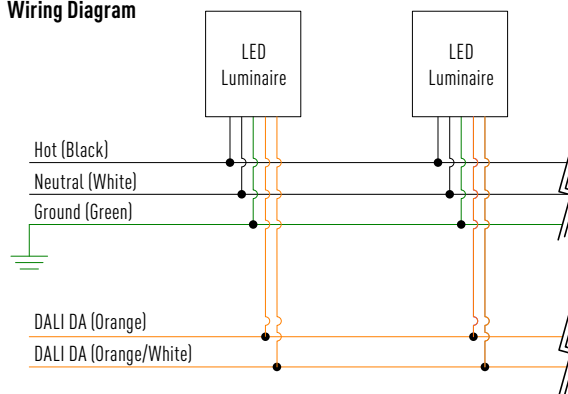 Wiring Diagram
LED
Luminaire
LED
Luminaire
Hot (Black)
Neutral (White)
Ground (Green)
DALI DA (Orange)
DALI DA (Orange/White)